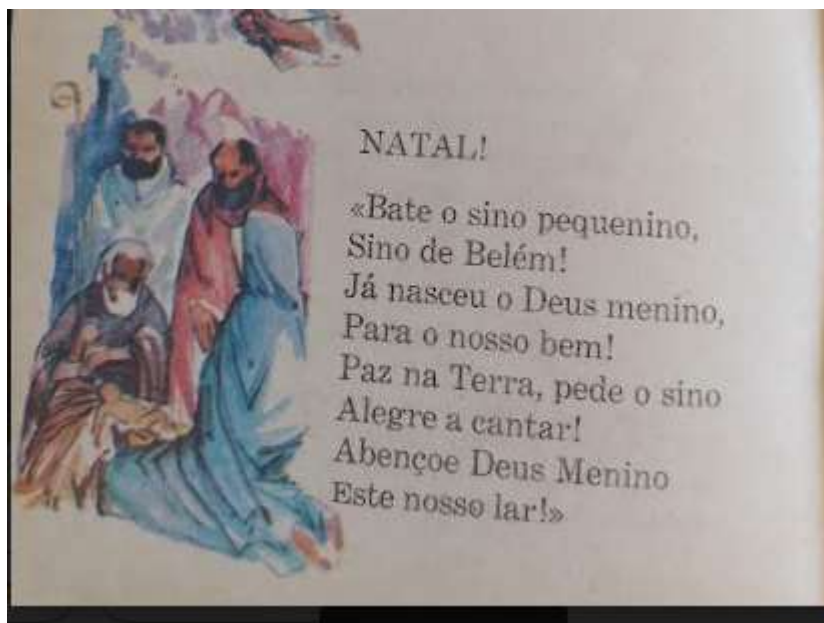 NATAL!
«Bate o sino pequenino,
Sino de Belém!
Já nasceu o Deus menino,
Para o nosso bem!
Paz na Terra, pede o sino
Alegre a cantar!
Abençoe Deus Menino
Este nosso lar!»